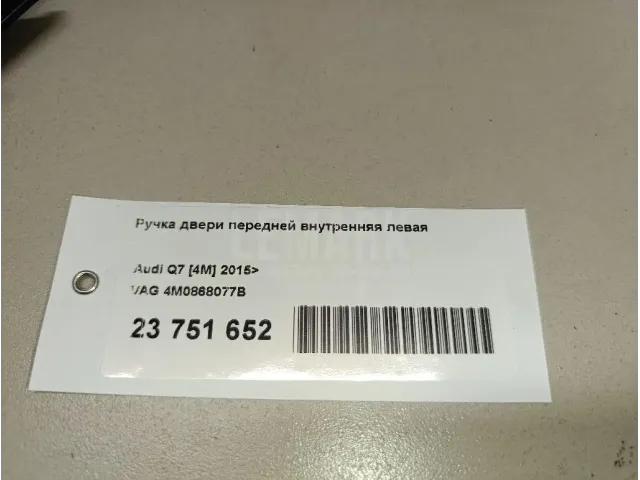 Ручка двери передней внутренняя левая
Audi Q7 [4M] 2015>
VAG 4M0868077B
23 751 652